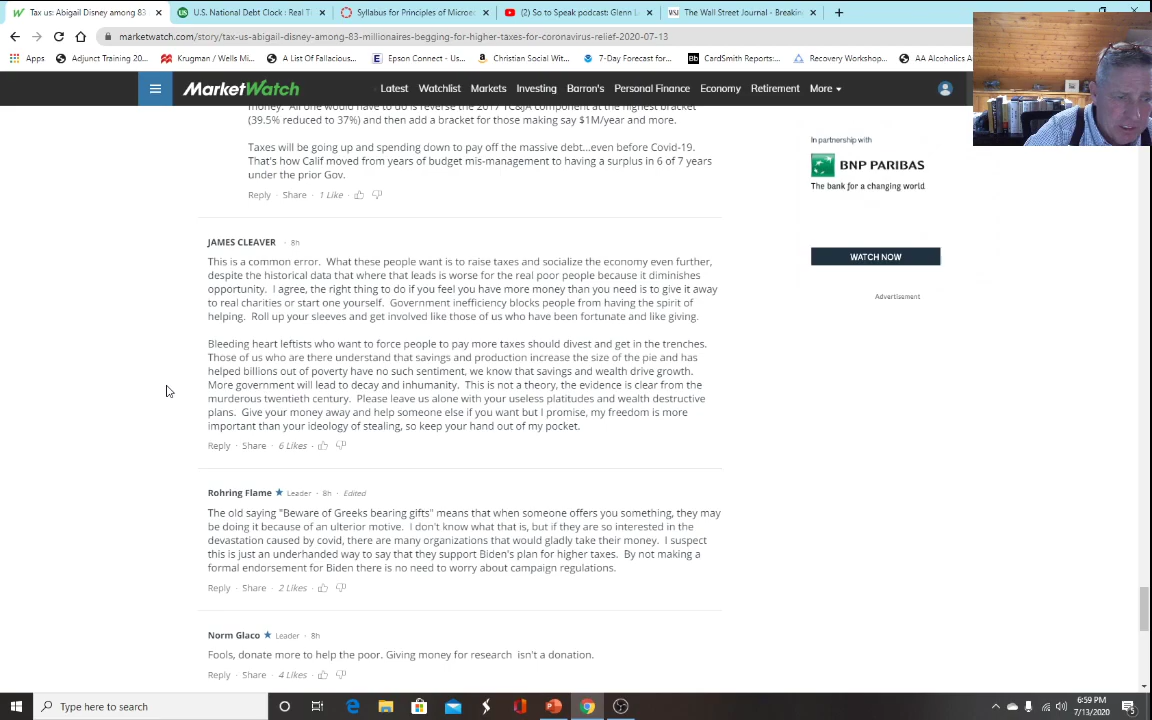 Tax us: Abigail Disney among 83
U.S. National Debt Clock : Real T
Syllabus for Principles of Microe
(2) So to Speak podcast: Glenn L
The Wall Street Journal - Breakin
marketwatch.com/story/tax-us-abigail-disney-among-83-millionaires-begging-for-higher-taxes-for-coronavirus-relief-2020-07-13
Apps
Adjunct Training 20...
Krugman / Wells Mi...
A List Of Fallacious...
Epson Connect - Us...
Christian Social Wit...
7-Day Forecast for...
CardSmith Reports:...
Recovery Workshop...
AA Alcoholics A
MarketWatch
Latest Watchlist Markets Investing Barron's Personal Finance Economy Retirement More
money. All one would have to do is reverse the 2017 TC&JA component at the highest bracket
(39.5% reduced to 37%) and then add a bracket for those making say $1M/year and more.
Taxes will be going up and spending down to pay off the massive debt...even before Covid-19.
That's how Calif moved from years of budget mis-management to having a surplus in 6 of 7 years
under the prior Gov.
Reply · Share · 1 Like ·
In partnership with
BNP PARIBAS
The bank for a changing world
WATCH NOW
Advertisement
JAMES CLEAVER · 8h
This is a common error. What these people want is to raise taxes and socialize the economy even further,
despite the historical data that where that leads is worse for the real poor people because it diminishes
opportunity. I agree, the right thing to do if you feel you have more money than you need is to give it away
to real charities or start one yourself. Government inefficiency blocks people from having the spirit of
helping. Roll up your sleeves and get involved like those of us who have been fortunate and like giving.
Bleeding heart leftists who want to force people to pay more taxes should divest and get in the trenches.
Those of us who are there understand that savings and production increase the size of the pie and has
helped billions out of poverty have no such sentiment, we know that savings and wealth drive growth.
More government will lead to decay and inhumanity. This is not a theory, the evidence is clear from the
murderous twentieth century. Please leave us alone with your useless platitudes and wealth destructive
plans. Give your money away and help someone else if you want but I promise, my freedom is more
important than your ideology of stealing, so keep your hand out of my pocket.
Reply · Share · 6 Likes ·
Rohring Flame Leader · 8h · Edited
The old saying "Beware of Greeks bearing gifts" means that when someone offers you something, they may
be doing it because of an ulterior motive. I don't know what that is, but if they are so interested in the
devastation caused by covid, there are many organizations that would gladly take their money. I suspect
this is just an underhanded way to say that they support Biden's plan for higher taxes. By not making a
formal endorsement for Biden there is no need to worry about campaign regulations.
Reply · Share · 2 Likes ·
Norm Glaco Leader · 8h
Fools, donate more to help the poor. Giving money for research isn't a donation.
Reply · Share · 4 Likes ·
Type here to search
6:59 PM
7/13/2020